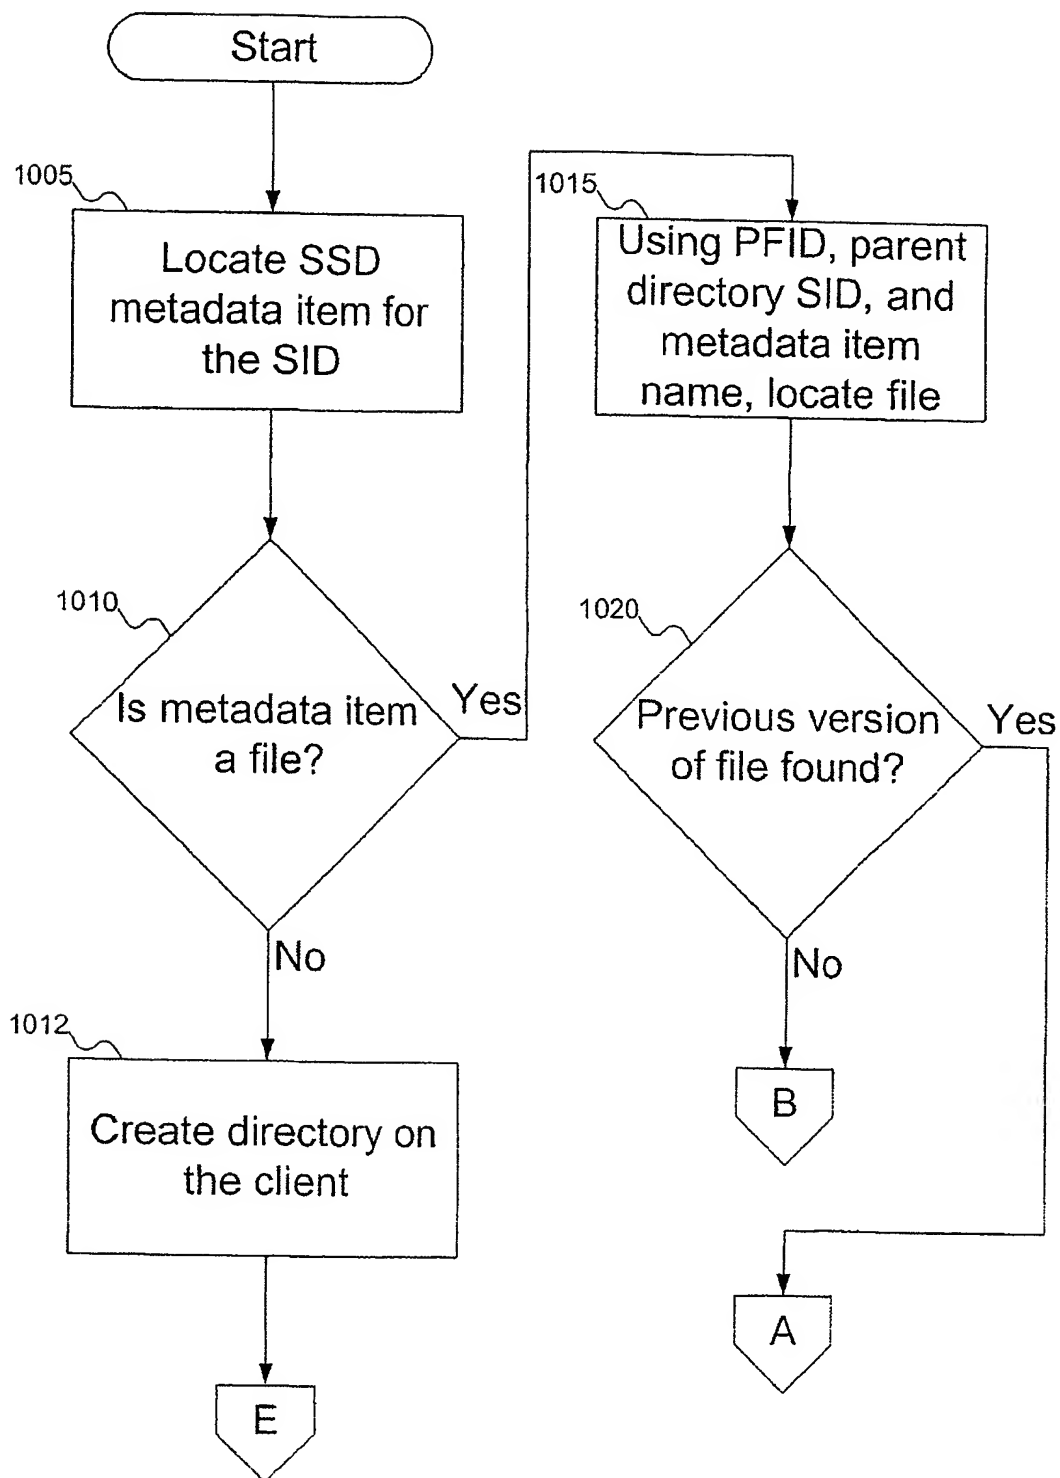 Start
1005
Locate SSD
metadata item for
the SID
1010
Is metadata item
a file?
Yes
No
1012
Create directory on
the client
E
1015
Using PFID, parent
directory SID, and
metadata item
name, locate file
1020
Previous version
of file found?
Yes
No
B
A